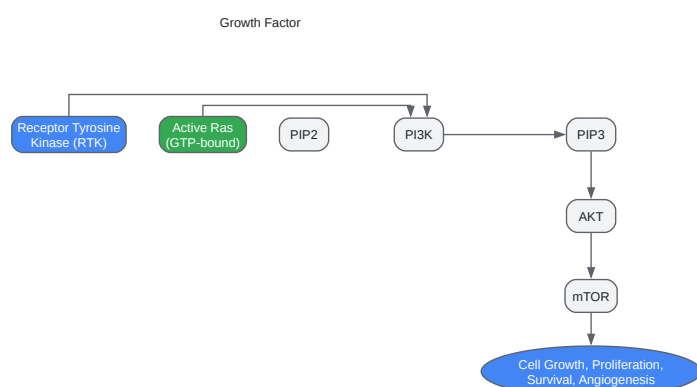 Growth Factor
Receptor Tyrosine
Kinase (RTK)
Active Ras
(GTP-bound)
PIP2
PI3K
PIP3
AKT
mTOR
Cell Growth, Proliferation,
Survival, Angiogenesis